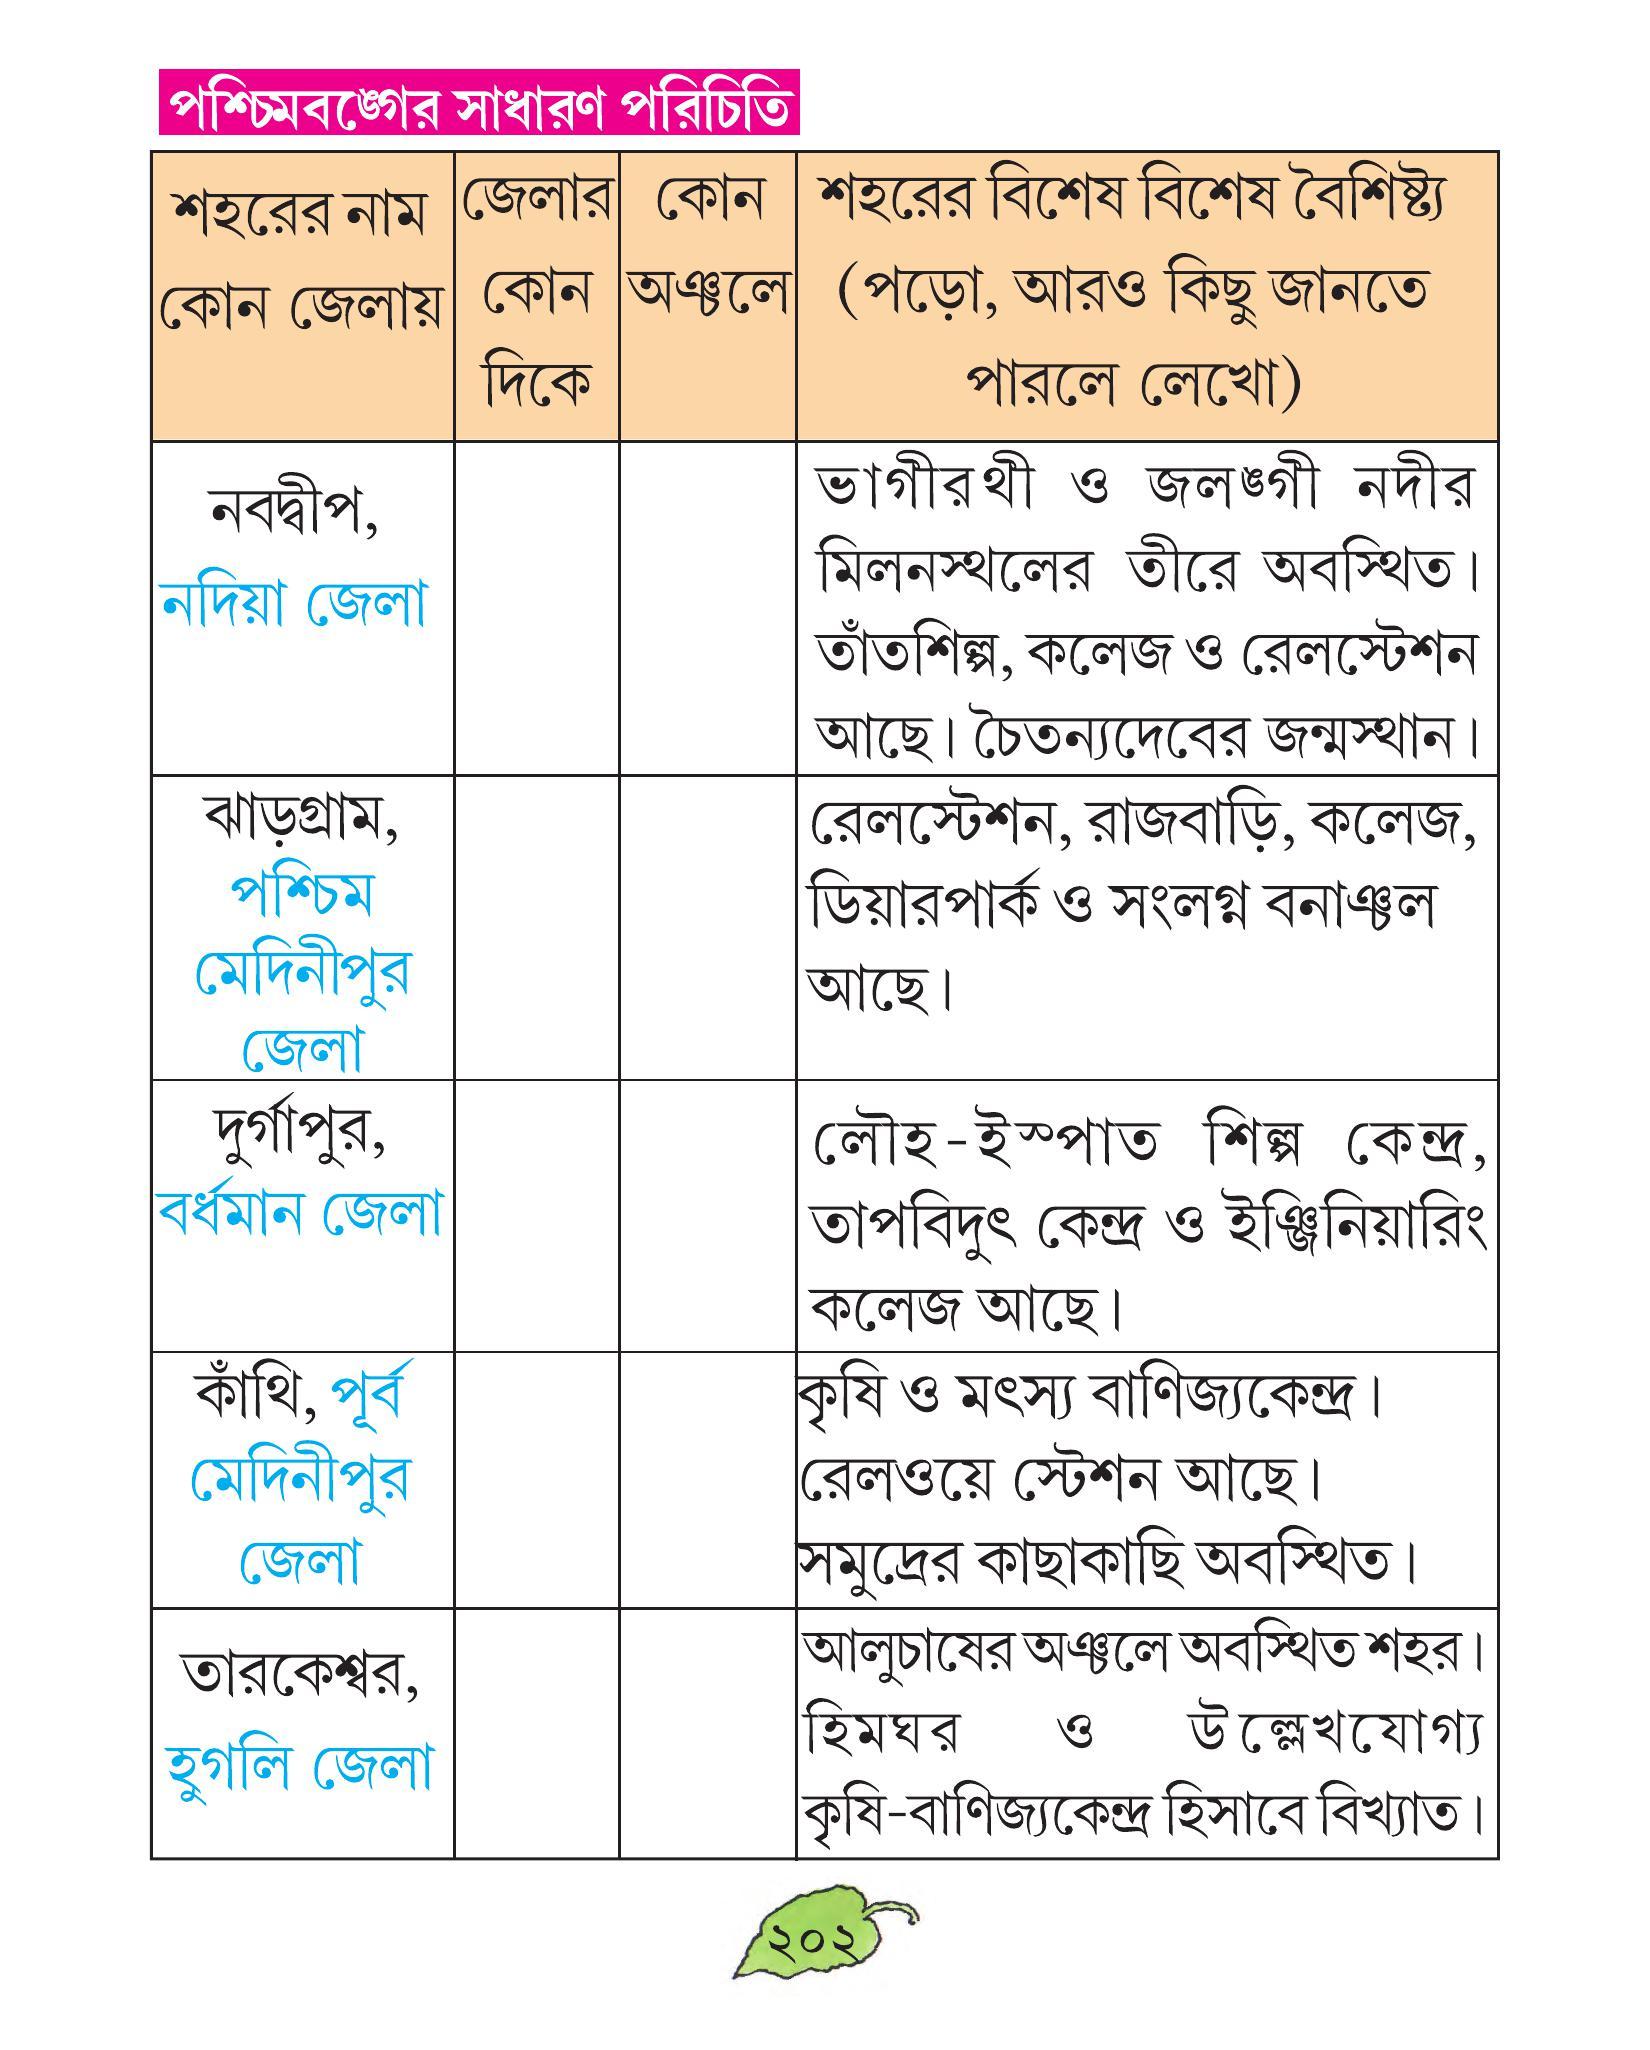 পশ্চিমবঙ্গের সাধারণ পরিচিতি
শহরের নাম
কোন জেলায়
জেলার
কোন
দিকে
কোন
অঞ্চলে
শহরের বিশেষ বিশেষ বৈশিষ্ট্য
(পড়ো, আরও কিছু জানতে
পারলে লেখো)
নবদ্বীপ,
নদিয়া জেলা
ভাগীরথী ও জলঙ্গী নদীর
মিলনস্থলের তীরে অবস্থিত।
তাঁতশিল্প, কলেজ ও রেলস্টেশন
আছে। চৈতন্যদেবের জন্মস্থান।
ঝাড়গ্রাম,
পশ্চিম
মেদিনীপুর
জেলা
রেলস্টেশন, রাজবাড়ি, কলেজ,
ডিয়ারপার্ক ও সংলগ্ন বনাঞ্চল
আছে।
দুর্গাপুর,
বর্ধমান জেলা
লৌহ-ইস্পাত শিল্প কেন্দ্র,
তাপবিদুৎ কেন্দ্র ও ইঞ্জিনিয়ারিং
কলেজ আছে।
কাঁথি, পূর্ব
মেদিনীপুর
জেলা
কৃষি ও মৎস্য বাণিজ্যকেন্দ্র।
রেলওয়ে স্টেশন আছে।
সমুদ্রের কাছাকাছি অবস্থিত।
তারকেশ্বর,
হুগলি জেলা
আলুচাষের অঞ্চলে অবস্থিত শহর।
হিমঘর ও উল্লেখযোগ্য
কৃষি-বাণিজ্যকেন্দ্র হিসাবে বিখ্যাত।
২০২